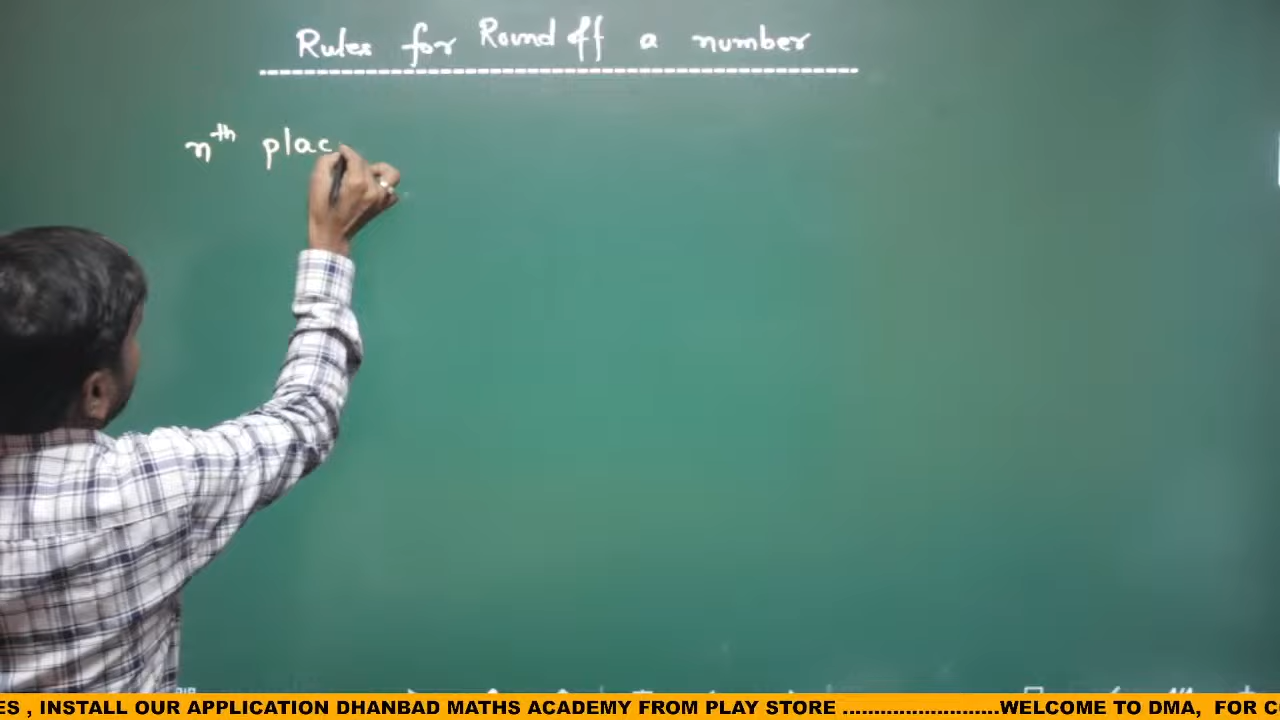 Rules for Round off a number
nth plac
ES , INSTALL OUR APPLICATION DHANBAD MATHS ACADEMY FROM PLAY STORE .........................WELCOME TO DMA, FOR C